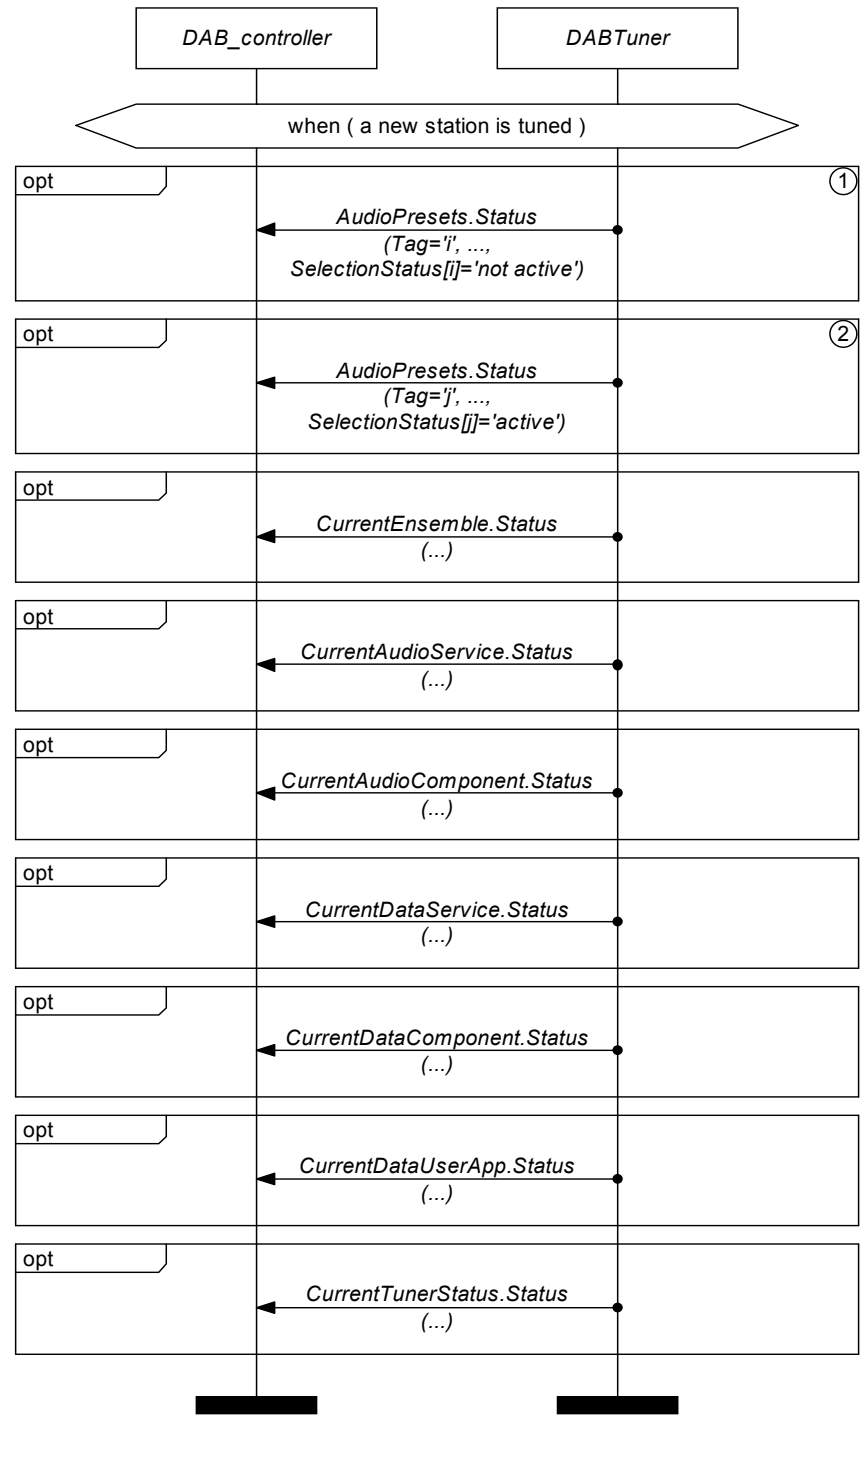 DAB_controller
DABTuner
when ( a new station is tuned )
opt
1
AudioPresets.Status
(Tag='i', ...,
SelectionStatus[i]='not active')
opt
2
AudioPresets.Status
(Tag='j', ...,
SelectionStatus[j]='active')
opt
CurrentEnsemble.Status
(...)
opt
CurrentAudioService.Status
(...)
opt
CurrentAudioComponent.Status
(...)
opt
CurrentDataService.Status
(...)
opt
CurrentDataComponent.Status
(...)
opt
CurrentDataUserApp.Status
(...)
opt
CurrentTunerStatus.Status
(...)